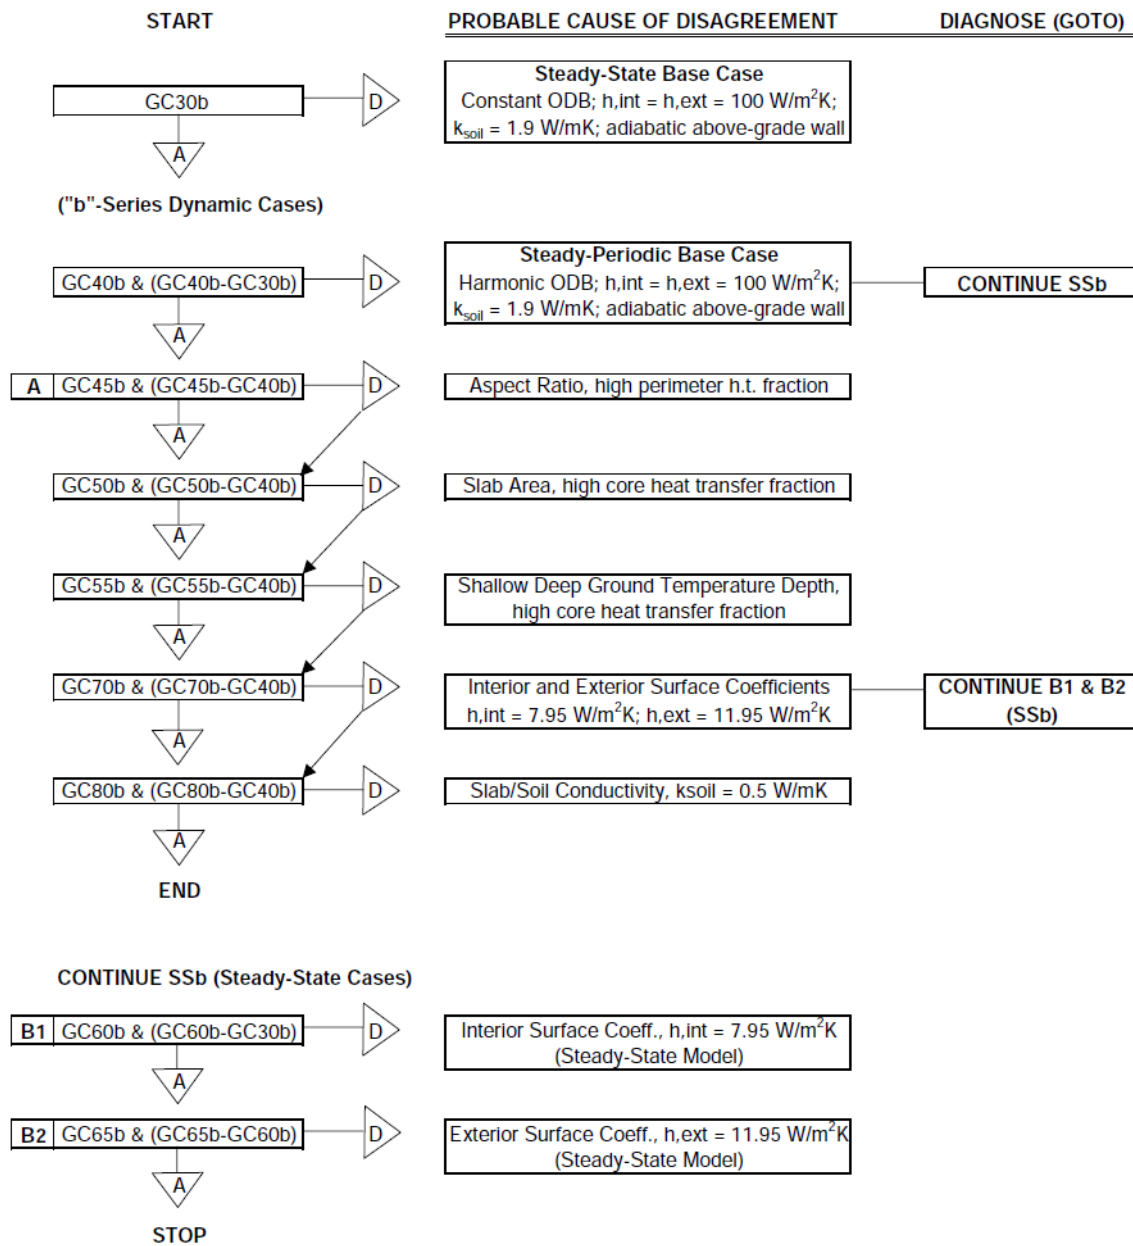 START PROBABLE CAUSE OF DISAGREEMENT DIAGNOSE (GOTO)
GC30b D
Steady-State Base Case
Constant ODB; h,int = h,ext = 100 W/m²K;
k_soil = 1.9 W/mK; adiabatic above-grade wall
A
("b"-Series Dynamic Cases)
GC40b & (GC40b-GC30b) D
Steady-Periodic Base Case
Harmonic ODB; h,int = h,ext = 100 W/m²K;
k_soil = 1.9 W/mK; adiabatic above-grade wall
CONTINUE SSb
A
A GC45b & (GC45b-GC40b) D Aspect Ratio, high perimeter h.t. fraction
A
GC50b & (GC50b-GC40b) D Slab Area, high core heat transfer fraction
A
GC55b & (GC55b-GC40b) D
Shallow Deep Ground Temperature Depth,
high core heat transfer fraction
A
GC70b & (GC70b-GC40b) D
Interior and Exterior Surface Coefficients
h,int = 7.95 W/m²K; h,ext = 11.95 W/m²K
CONTINUE B1 & B2
(SSb)
A
GC80b & (GC80b-GC40b) D Slab/Soil Conductivity, ksoil = 0.5 W/mK
A
END
CONTINUE SSb (Steady-State Cases)
B1 GC60b & (GC60b-GC30b) D
Interior Surface Coeff., h,int = 7.95 W/m²K
(Steady-State Model)
A
B2 GC65b & (GC65b-GC60b) D
Exterior Surface Coeff., h,ext = 11.95 W/m²K
(Steady-State Model)
A
STOP